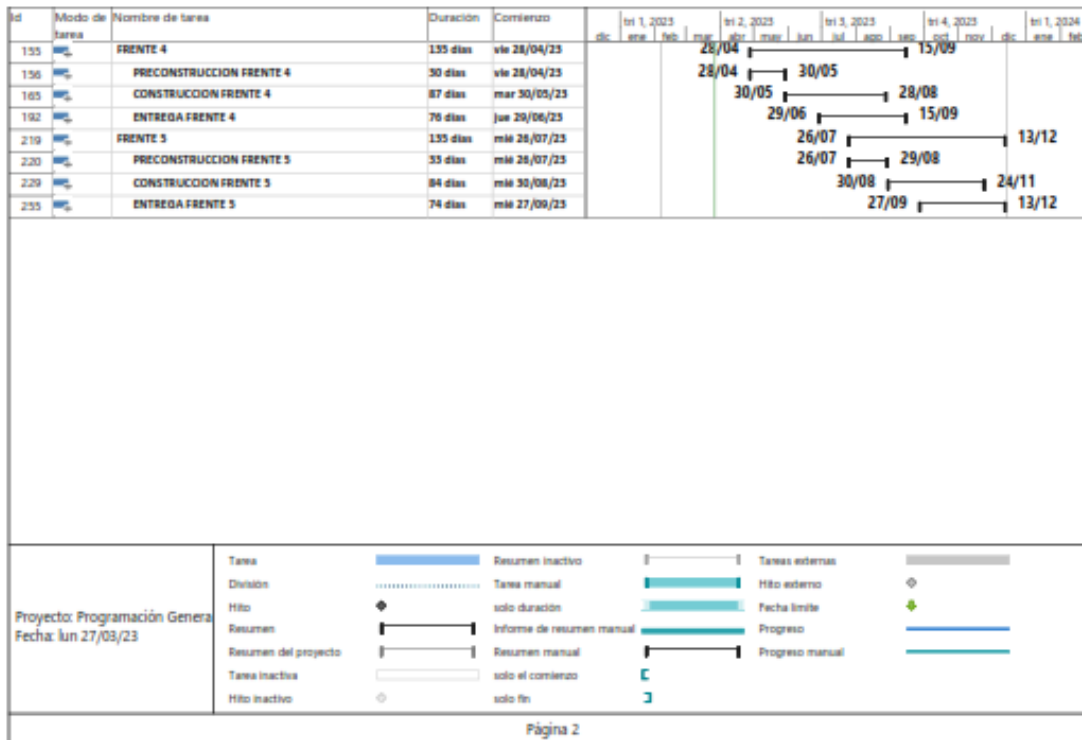 Id Modo de tarea Nombre de tarea Duración Comienzo
tri 1, 2023 tri 2, 2023 tri 3, 2023 tri 4, 2023 tri 1, 2024
dic ene feb mar abr may jun jul ago sep oct nov dic ene feb
155 FRENTE 4 135 días vie 28/04/23 28/04 15/09
156 PRECONSTRUCCION FRENTE 4 30 días vie 28/04/23 28/04 30/05
165 CONSTRUCCION FRENTE 4 87 días mar 30/05/23 30/05 28/08
192 ENTREGA FRENTE 4 76 días jue 29/06/23 29/06 15/09
219 FRENTE 5 135 días mié 26/07/23 26/07 13/12
220 PRECONSTRUCCION FRENTE 5 33 días mié 26/07/23 26/07 29/08
229 CONSTRUCCION FRENTE 5 84 días mié 30/08/23 30/08 24/11
255 ENTREGA FRENTE 5 74 días mié 27/09/23 27/09 13/12
Proyecto: Programación Genera
Fecha: lun 27/03/23
Tarea Resumen inactivo Tareas externas
División Tarea manual Hito externo
Hito solo duración Fecha límite
Resumen Informe de resumen manual Progreso
Resumen del proyecto Resumen manual Progreso manual
Tarea inactiva solo el comienzo
Hito inactivo solo fin
Página 2